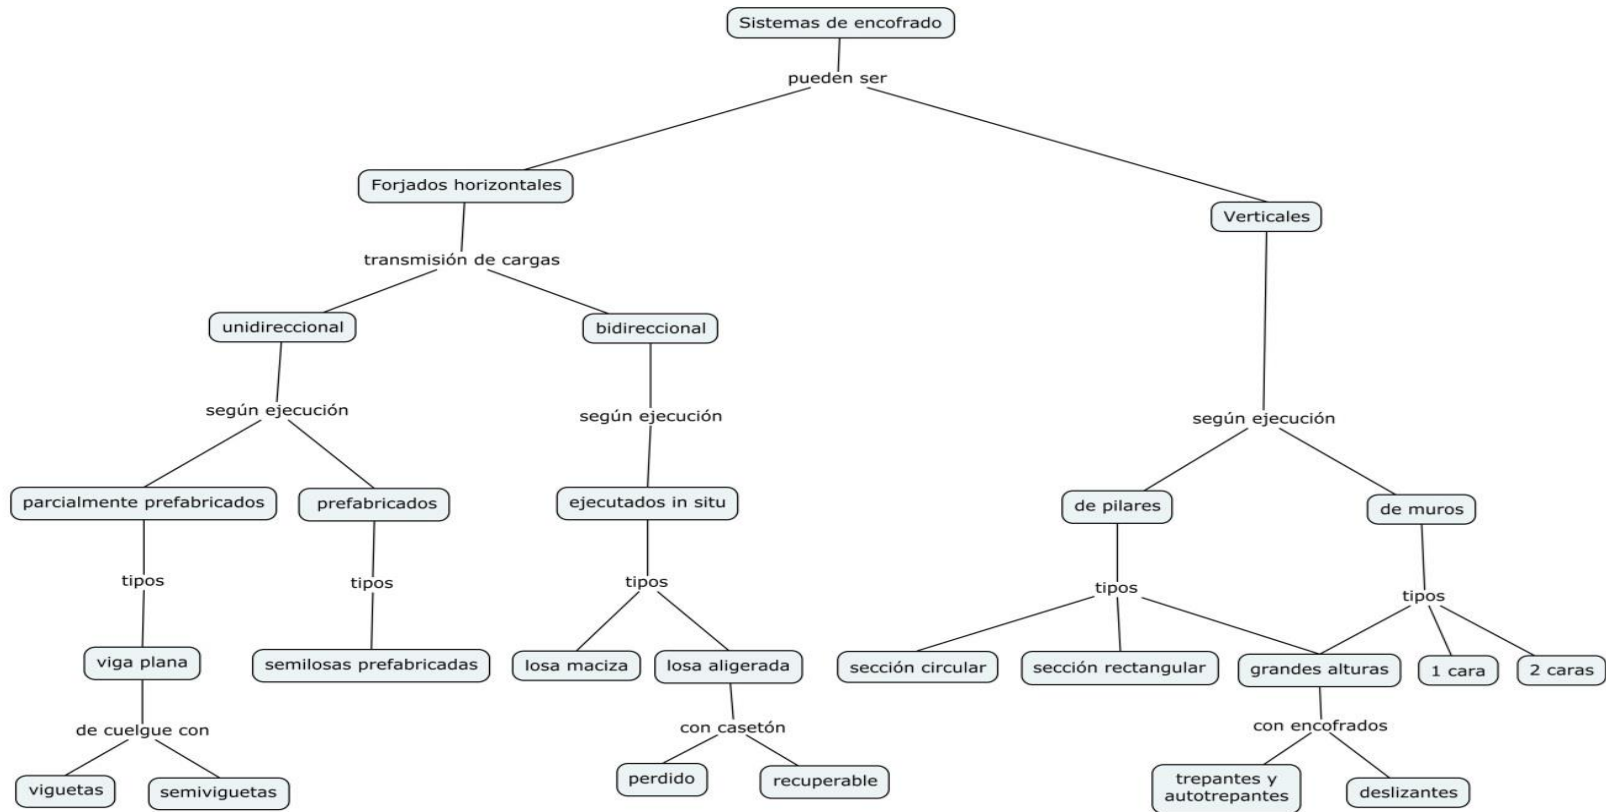 Sistemas de encofrado
pueden ser
Forjados horizontales
Verticales
transmisión de cargas
unidireccional
bidireccional
según ejecución
según ejecución
según ejecución
parcialmente prefabricados
prefabricados
ejecutados in situ
de pilares
de muros
tipos
tipos
tipos
tipos
tipos
viga plana
semilosas prefabricadas
losa maciza
losa aligerada
sección circular
sección rectangular
grandes alturas
1 cara
2 caras
de cuelgue con
con casetón
con encofrados
viguetas
semiviguetas
perdido
recuperable
trepantes y
autotrepantes
deslizantes